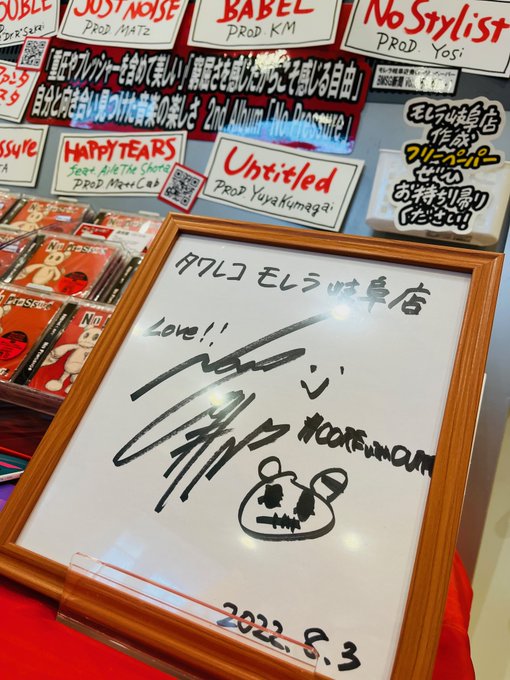 OUBLE
JUST NOISE
PROD. MATZ
BABEL
PROD. KM
No Stylist
PROD. Yosi
「重圧やプレッシャーを含めて楽しい」「窮屈さを感じたからこそ感じる自由」
自分と向き合い見つけた音楽の楽しさ 2nd Album「No Pressure」
モレラ岐阜店
作成の
フリーペーパー
ぜひ
お持ち帰り
ください!
ssure
HAPPY TEARS
feat. Aile The Shota
PROD Matt Cab
Untitled
PROD. Yuya Kumagai
タワレコ モレラ岐阜店
Love!!
2022.8.3